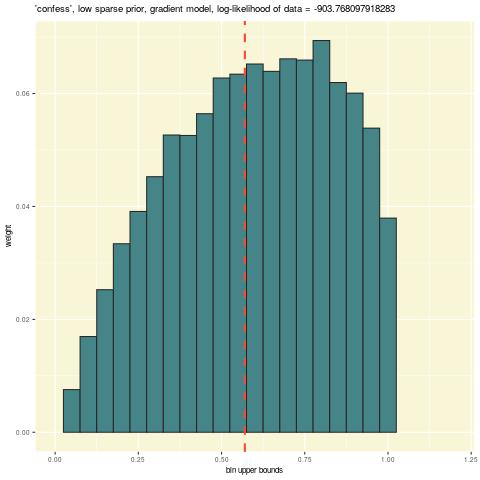 'confess', low sparse prior, gradient model, log-likelihood of data = -903.768097918283
0.06
0.04
0.02
0.00
weight
0.00 0.25 0.50 0.75 1.00 1.25
bin upper bounds